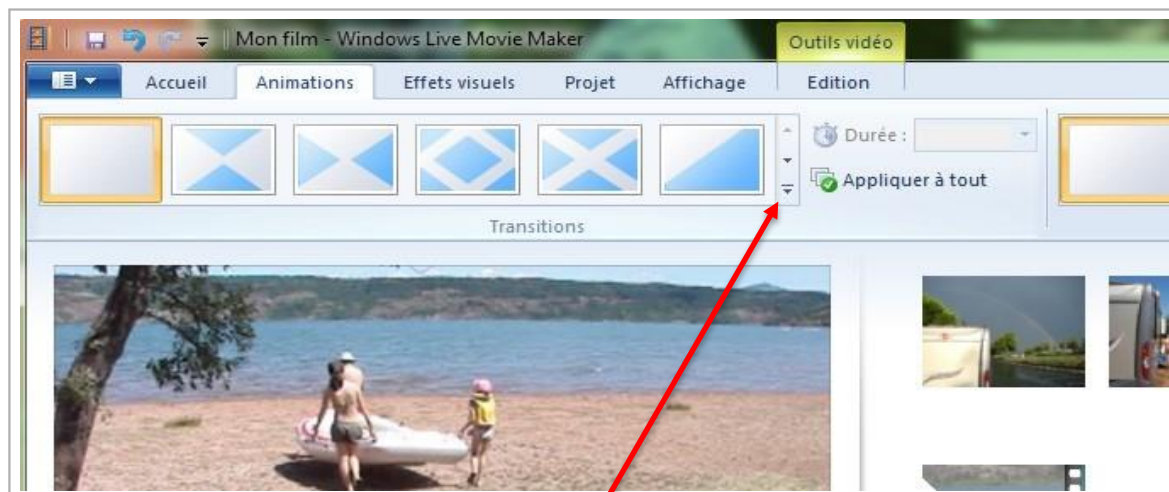 Mon film - Windows Live Movie Maker
Outils vidéo
Accueil Animations Effets visuels Projet Affichage Edition
Durée :
Appliquer à tout
Transitions